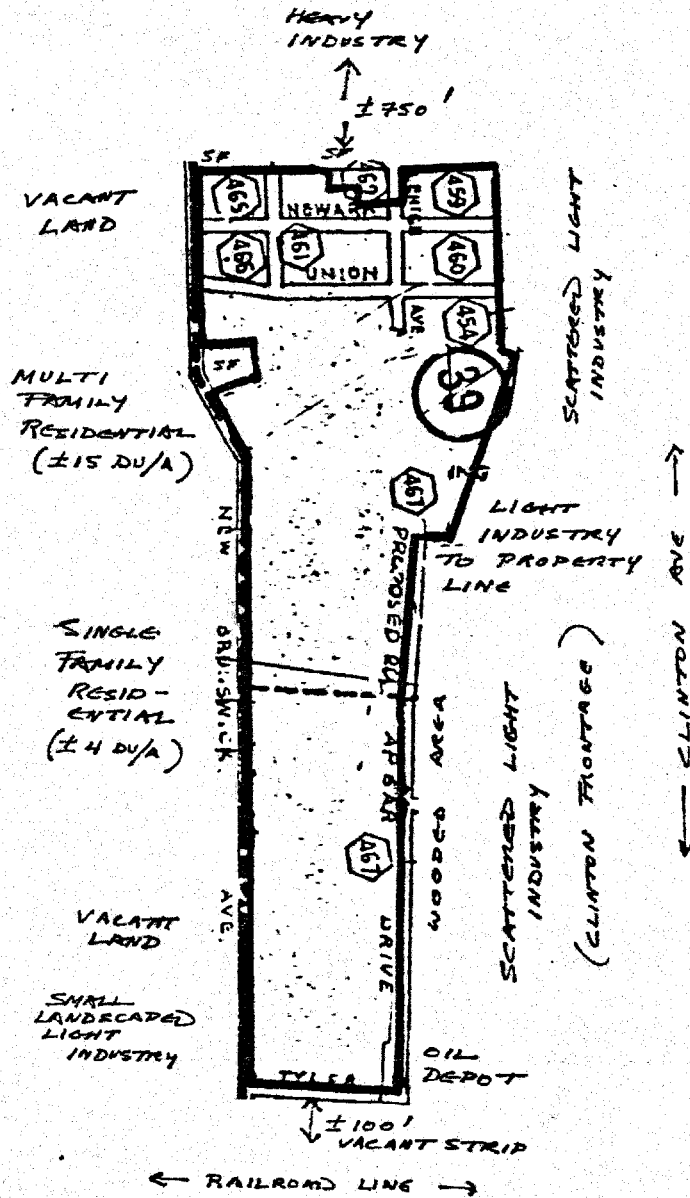 HEAVY
INDUSTRY
±750'
SF
SF
VACANT
LAND
465
462
459
NEWARK
466
461
460
UNION
AVE
454
SCATTERED LIGHT
INDUSTRY
39
SF
MULTI
FAMILY
RESIDENTIAL
(±15 DU/A)
467
LIGHT
INDUSTRY
TO PROPERTY
LINE
NEW
← CLINTON AVE →
SINGLE
FAMILY
RESID-
ENTIAL
(±4 DU/A)
WOODED AREA
SCATTERED LIGHT
INDUSTRY
(CLINTON FRONTAGE)
467
DRIVE
AVE.
VACANT
LAND
SMALL
LANDSCAPED
LIGHT
INDUSTRY
OIL
DEPOT
TYLER
±100'
VACANT STRIP
← RAILROAD LINE →